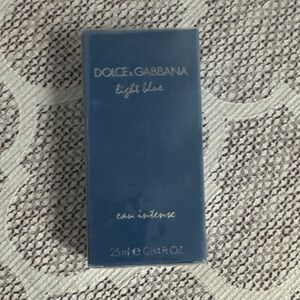 DOLCE & GABBANA
light blue
eau intense
25 ml ℮ 0.84 FL.OZ.